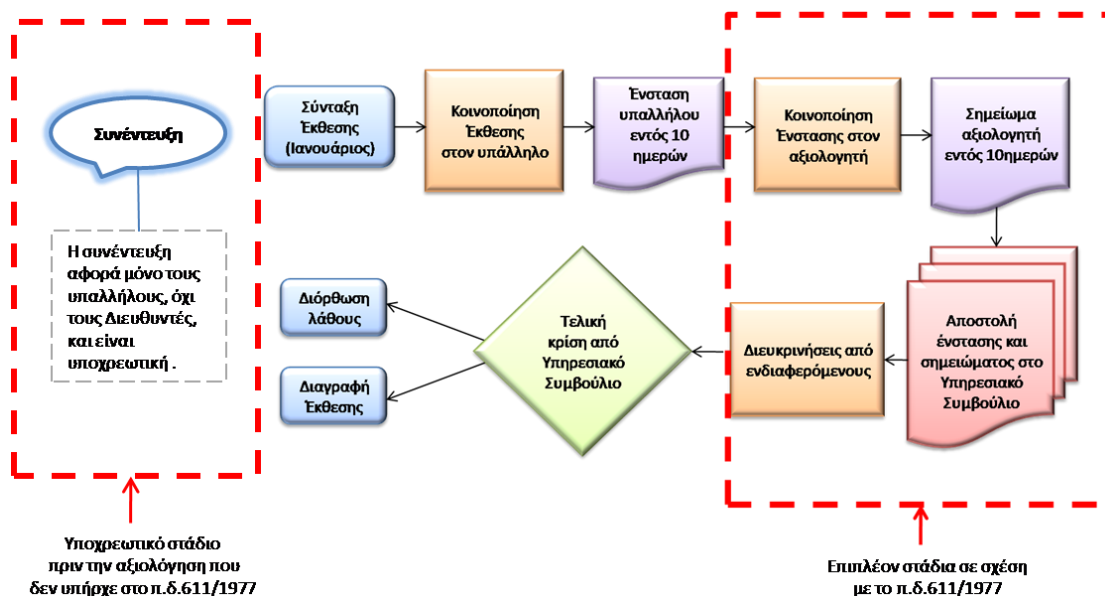 Συνέντευξη
Η συνέντευξη
αφορά μόνο τους
υπαλλήλους, όχι
τους Διευθυντές,
και είναι
υποχρεωτική .
Υποχρεωτικό στάδιο
πριν την αξιολόγηση που
δεν υπήρχε στο π.δ.611/1977
Σύνταξη
Έκθεσης
(Ιανουάριος)
Κοινοποίηση
Έκθεσης
στον υπάλληλο
Ένσταση
υπαλλήλου
εντός 10
ημερών
Κοινοποίηση
Ένστασης στον
αξιολογητή
Σημείωμα
αξιολογητή
εντός 10ημερών
Αποστολή
ένστασης και
σημειώματος στο
Υπηρεσιακό
Συμβούλιο
Διευκρινήσεις από
ενδιαφερόμενους
Τελική
κρίση από
Υπηρεσιακό
Συμβούλιο
Διόρθωση
λάθους
Διαγραφή
Έκθεσης
Επιπλέον στάδια σε σχέση
με το π.δ.611/1977